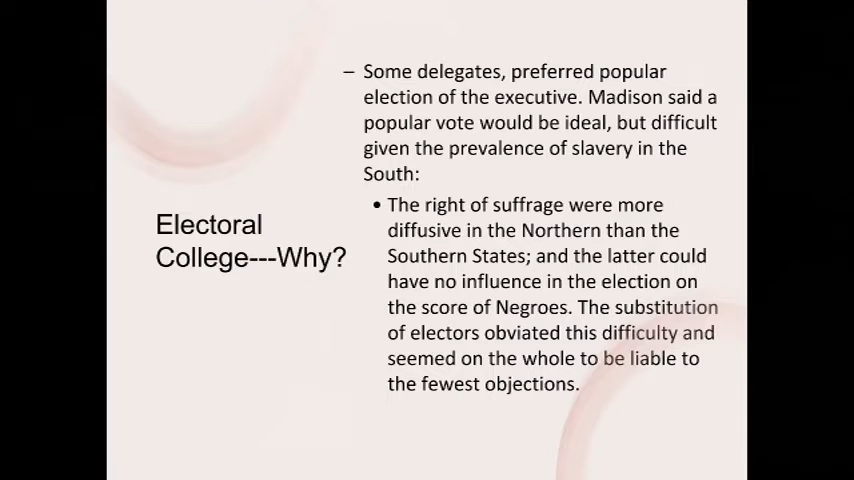 Electoral
College---Why?
– Some delegates, preferred popular
election of the executive. Madison said a
popular vote would be ideal, but difficult
given the prevalence of slavery in the
South:
• The right of suffrage were more
diffusive in the Northern than the
Southern States; and the latter could
have no influence in the election on
the score of Negroes. The substitution
of electors obviated this difficulty and
seemed on the whole to be liable to
the fewest objections.